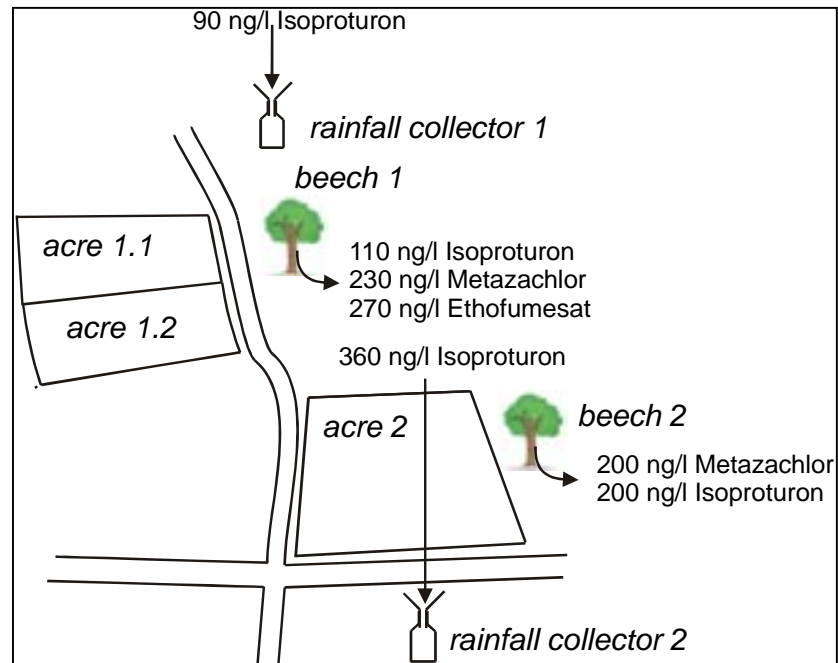 90 ng/l Isoproturon
rainfall collector 1
beech 1
acre 1.1
110 ng/l Isoproturon
230 ng/l Metazachlor
270 ng/l Ethofumesat
acre 1.2
360 ng/l Isoproturon
acre 2
beech 2
200 ng/l Metazachlor
200 ng/l Isoproturon
rainfall collector 2